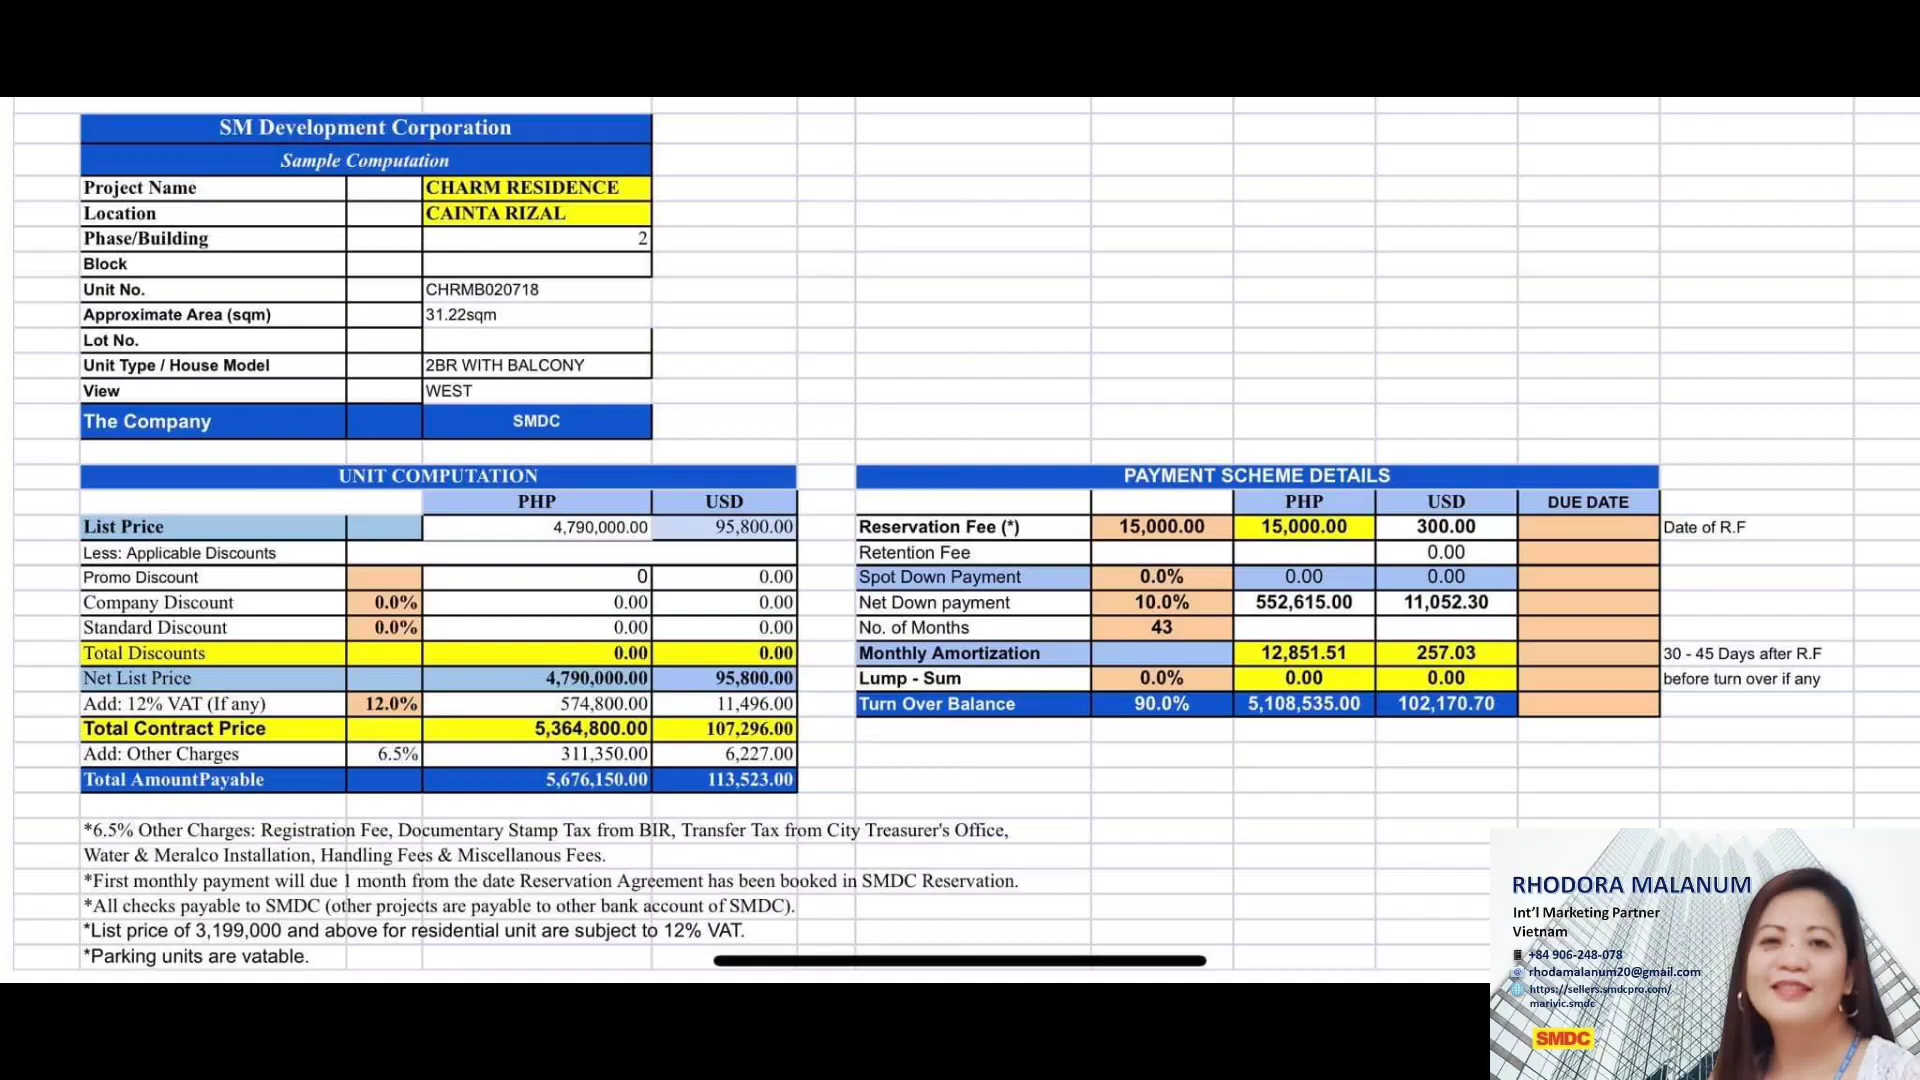 SM Development Corporation
Sample Computation
Project Name CHARM RESIDENCE
Location CAINTA RIZAL
Phase/Building 2
Block
Unit No. CHRMB020718
Approximate Area (sqm) 31.22sqm
Lot No.
Unit Type / House Model 2BR WITH BALCONY
View WEST
The Company SMDC
UNIT COMPUTATION
PHP USD
List Price 4,790,000.00 95,800.00
Less: Applicable Discounts
Promo Discount 0 0.00
Company Discount 0.0% 0.00 0.00
Standard Discount 0.0% 0.00 0.00
Total Discounts 0.00 0.00
Net List Price 4,790,000.00 95,800.00
Add: 12% VAT (If any) 12.0% 574,800.00 11,496.00
Total Contract Price 5,364,800.00 107,296.00
Add: Other Charges 6.5% 311,350.00 6,227.00
Total AmountPayable 5,676,150.00 113,523.00
PAYMENT SCHEME DETAILS
PHP USD DUE DATE
Reservation Fee (*) 15,000.00 15,000.00 300.00 Date of R.F
Retention Fee 0.00
Spot Down Payment 0.0% 0.00 0.00
Net Down payment 10.0% 552,615.00 11,052.30
No. of Months 43
Monthly Amortization 12,851.51 257.03 30 - 45 Days after R.F
Lump - Sum 0.0% 0.00 0.00 before turn over if any
Turn Over Balance 90.0% 5,108,535.00 102,170.70
*6.5% Other Charges: Registration Fee, Documentary Stamp Tax from BIR, Transfer Tax from City Treasurer's Office,
Water & Meralco Installation, Handling Fees & Miscellanous Fees.
*First monthly payment will due 1 month from the date Reservation Agreement has been booked in SMDC Reservation.
*All checks payable to SMDC (other projects are payable to other bank account of SMDC).
*List price of 3,199,000 and above for residential unit are subject to 12% VAT.
*Parking units are vatable.
RHODORA MALANUM
Int'l Marketing Partner
Vietnam
+84 906-248-078
rhodamalanum20@gmail.com
https://sellers.smdcpro.com/
marivic.smdc
SMDC